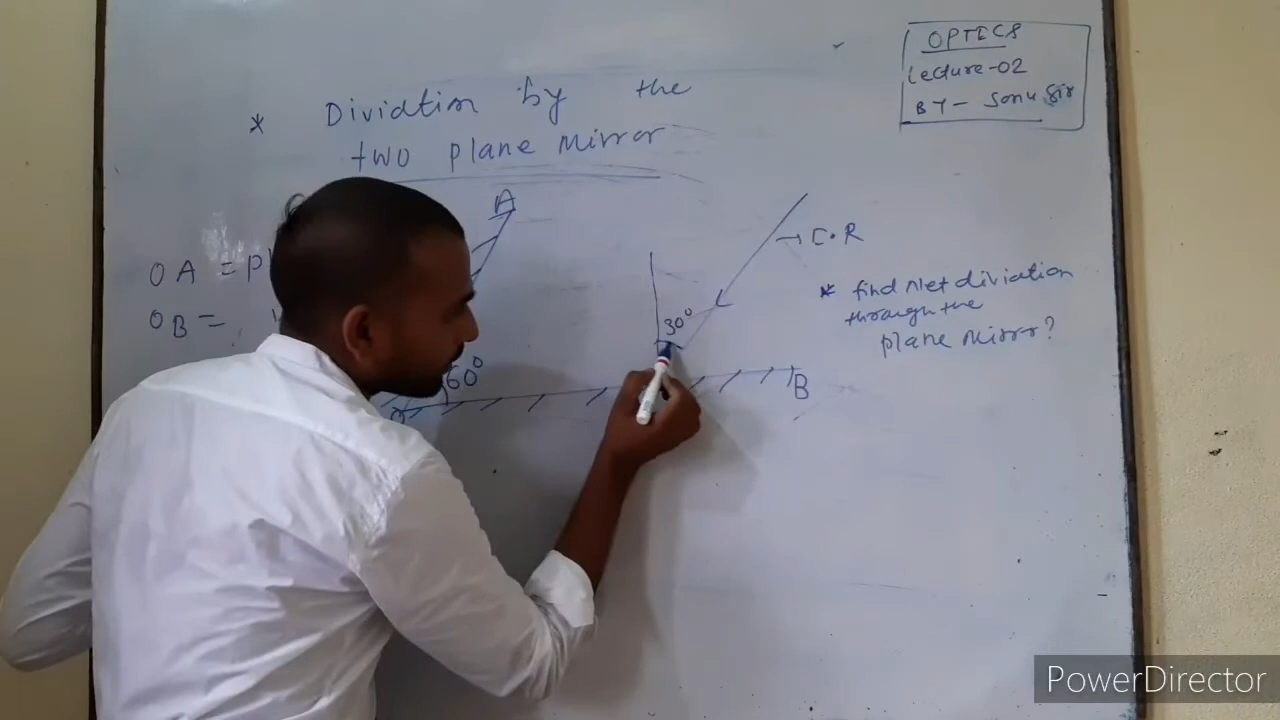 OPTICS
Lecture-02
BY - Sonu Sir
* Dividtion by the
two plane Mirror
A
OA = pl
OB =
60°
30°
→ I.R
B
* find Net diviation
through the
plane Mirror?
PowerDirector